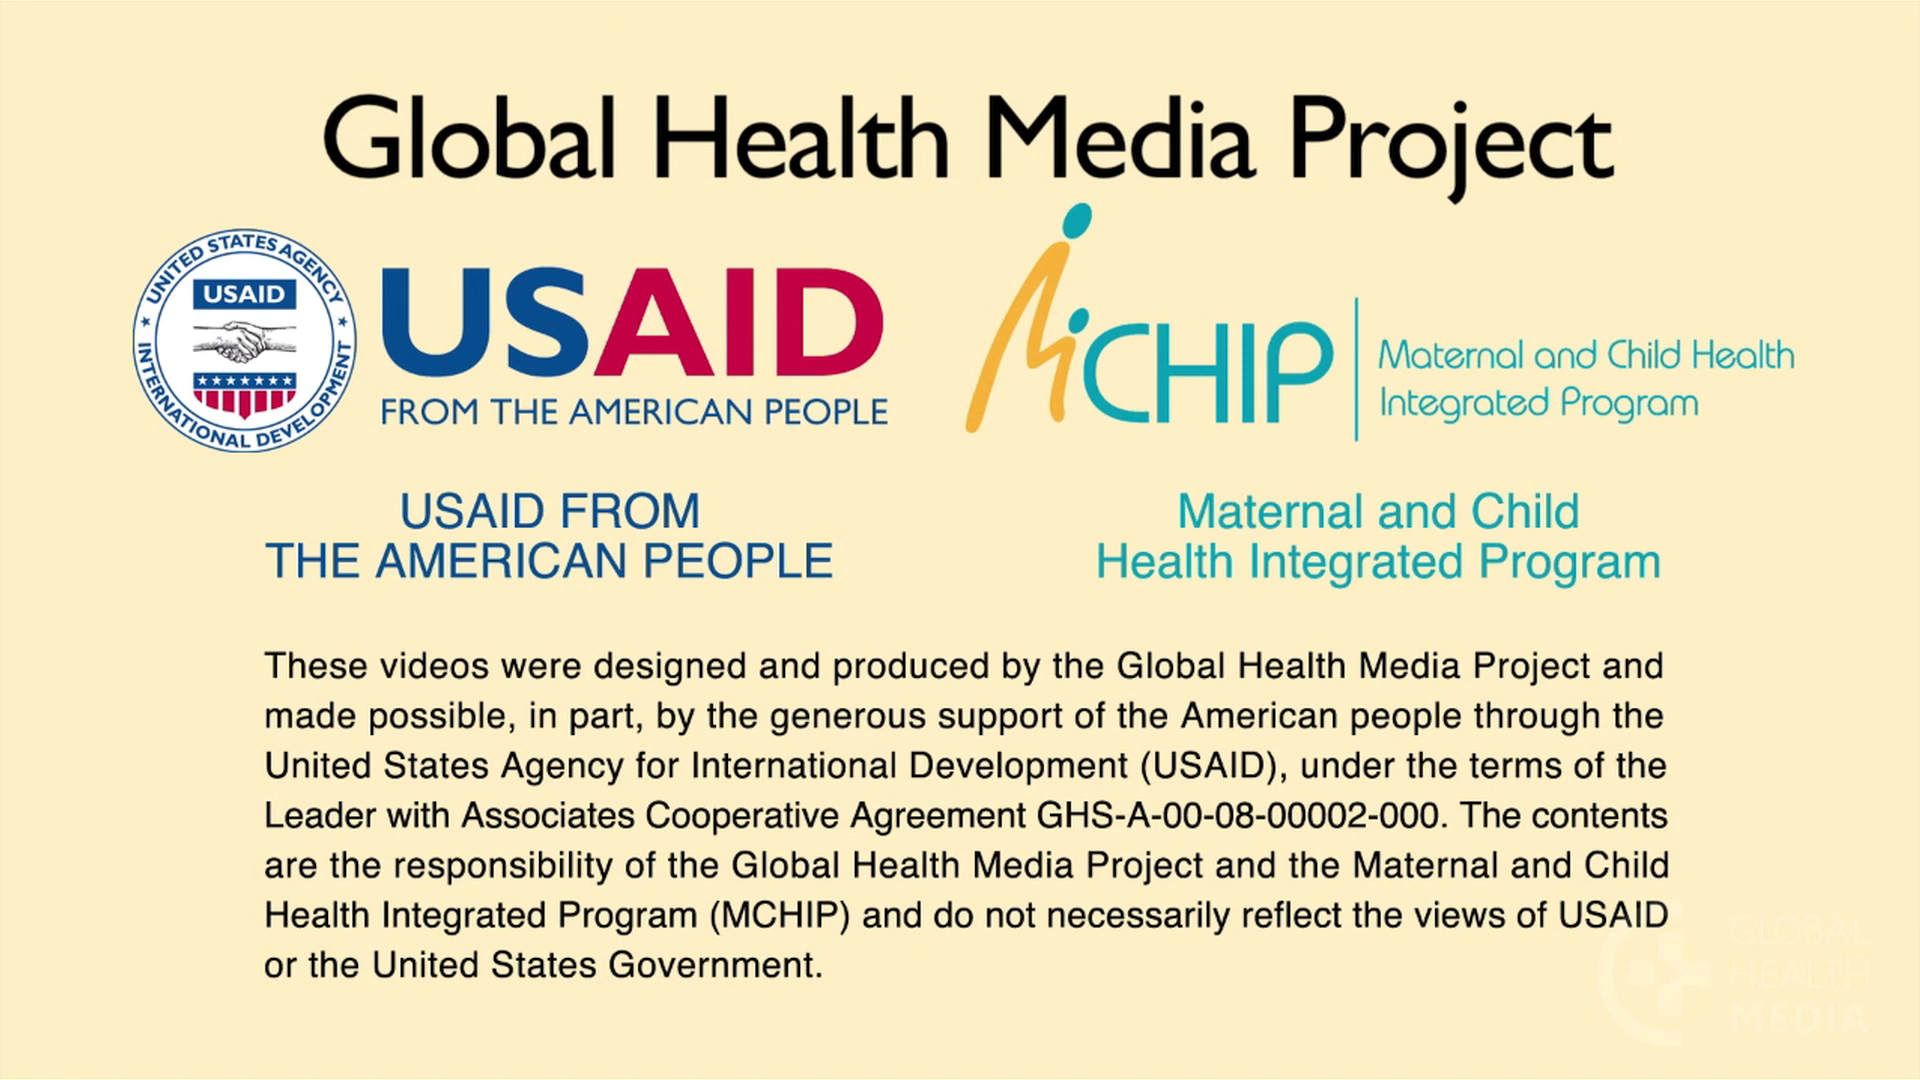 Global Health Media Project
UNITED STATES AGENCY
USAID
INTERNATIONAL DEVELOPMENT
USAID
FROM THE AMERICAN PEOPLE
MCHIP
Maternal and Child Health
Integrated Program
USAID FROM
THE AMERICAN PEOPLE
Maternal and Child
Health Integrated Program
These videos were designed and produced by the Global Health Media Project and
made possible, in part, by the generous support of the American people through the
United States Agency for International Development (USAID), under the terms of the
Leader with Associates Cooperative Agreement GHS-A-00-08-00002-000. The contents
are the responsibility of the Global Health Media Project and the Maternal and Child
Health Integrated Program (MCHIP) and do not necessarily reflect the views of USAID
or the United States Government.
GLOBAL
HEALTH
MEDIA